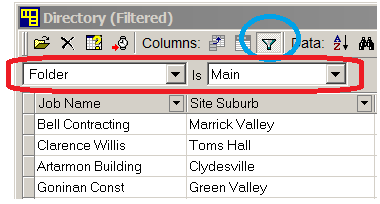 Directory (Filtered)
Columns: Data:
Folder Is Main
Job Name Site Suburb
Bell Contracting Marrick Valley
Clarence Willis Toms Hall
Artarmon Building Clydesville
Goninan Const Green Valley